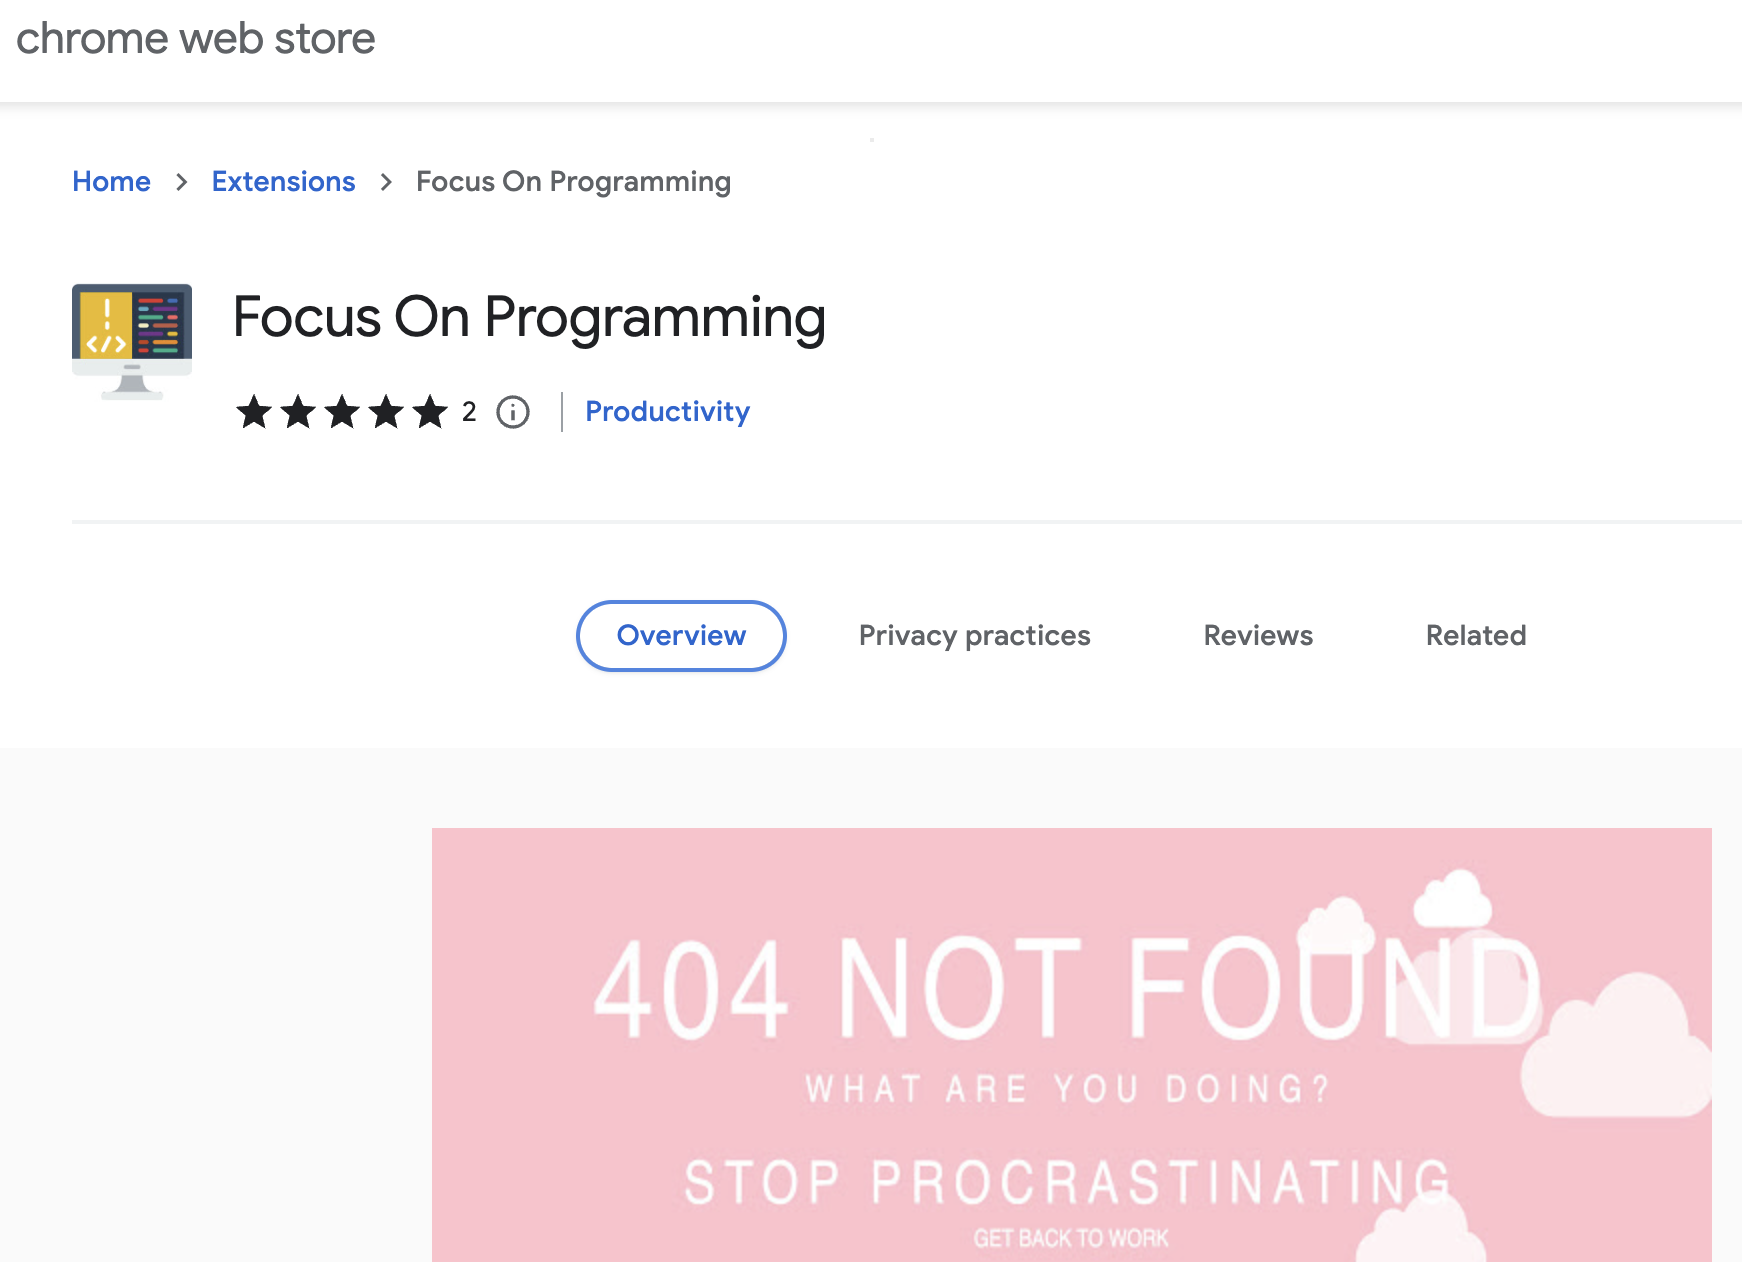 chrome web store
Home > Extensions > Focus On Programming
Focus On Programming
2 | Productivity
Overview Privacy practices Reviews Related
404 NOT FOUND
WHAT ARE YOU DOING?
STOP PROCRASTINATING
GET BACK TO WORK